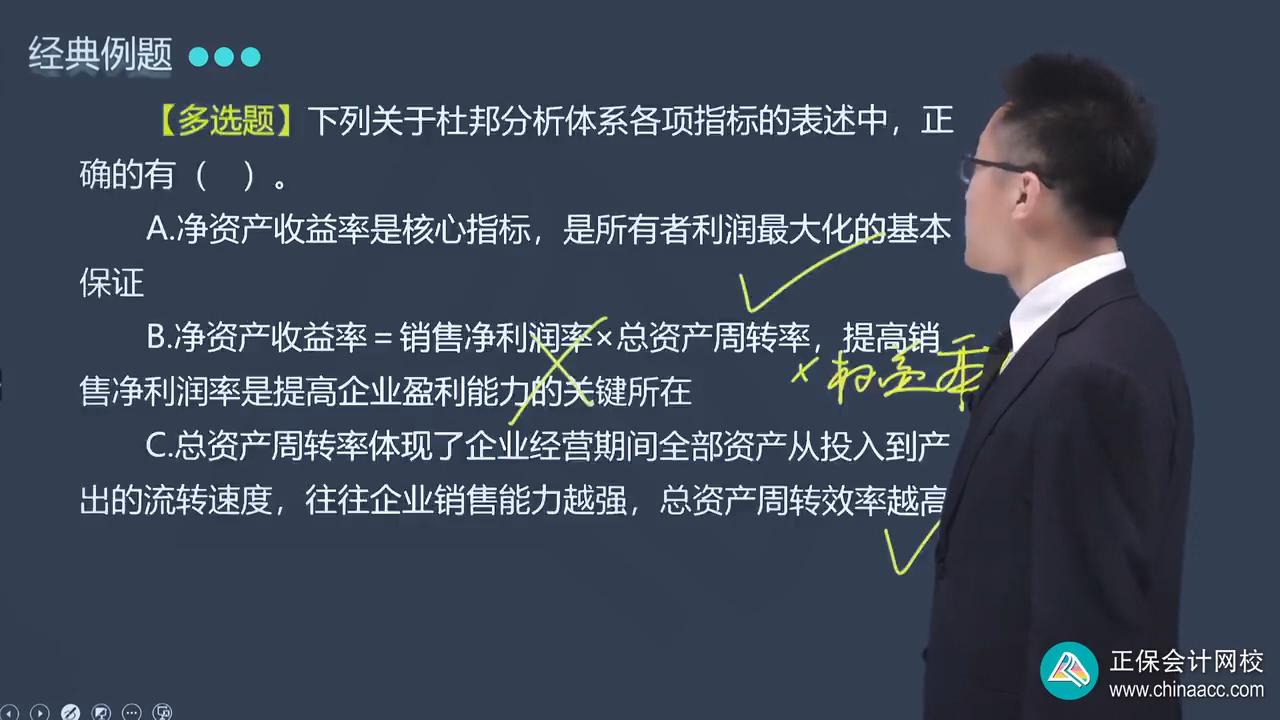 经典例题
【多选题】下列关于杜邦分析体系各项指标的表述中，正
确的有（ ）。
A.净资产收益率是核心指标，是所有者利润最大化的基本
保证
B.净资产收益率＝销售净利润率×总资产周转率，提高销
售净利润率是提高企业盈利能力的关键所在
×权益乘
C.总资产周转率体现了企业经营期间全部资产从投入到产
出的流转速度，往往企业销售能力越强，总资产周转效率越高
正保会计网校
www.chinaacc.com